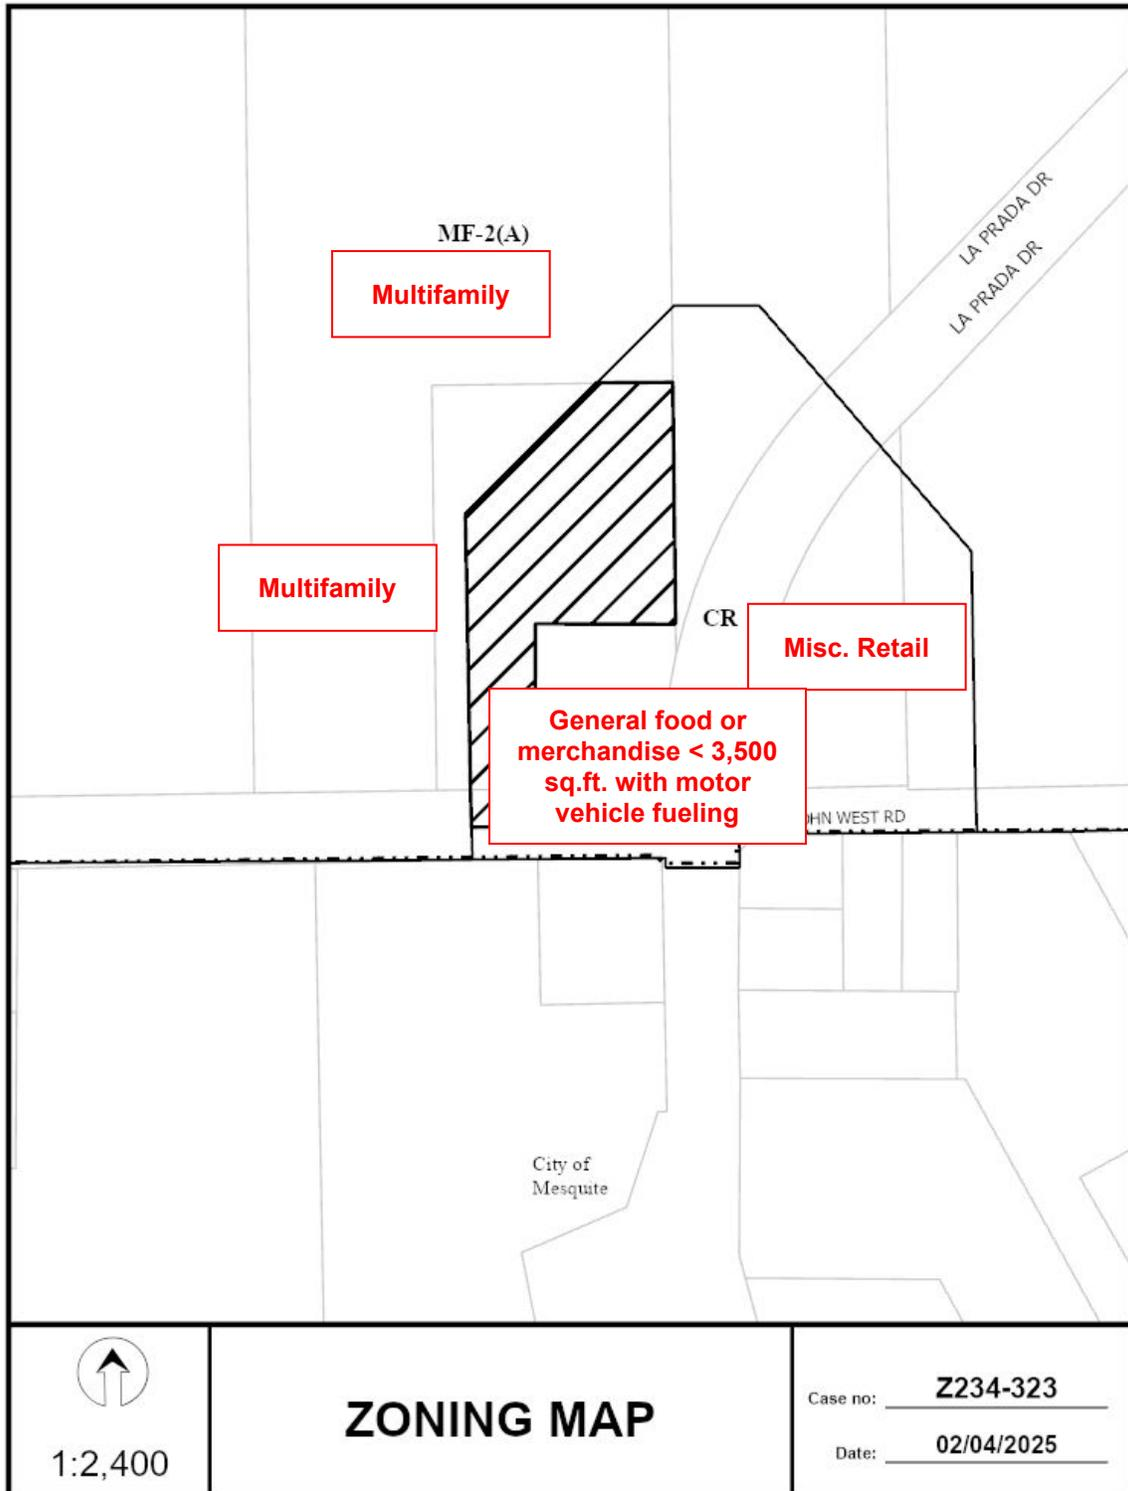 MF-2(A)
Multifamily
LA PRADA DR
LA PRADA DR
Multifamily
CR
Misc. Retail
General food or
merchandise < 3,500
sq.ft. with motor
vehicle fueling
OHN WEST RD
City of
Mesquite
1:2,400
ZONING MAP
Case no: Z234-323
Date: 02/04/2025